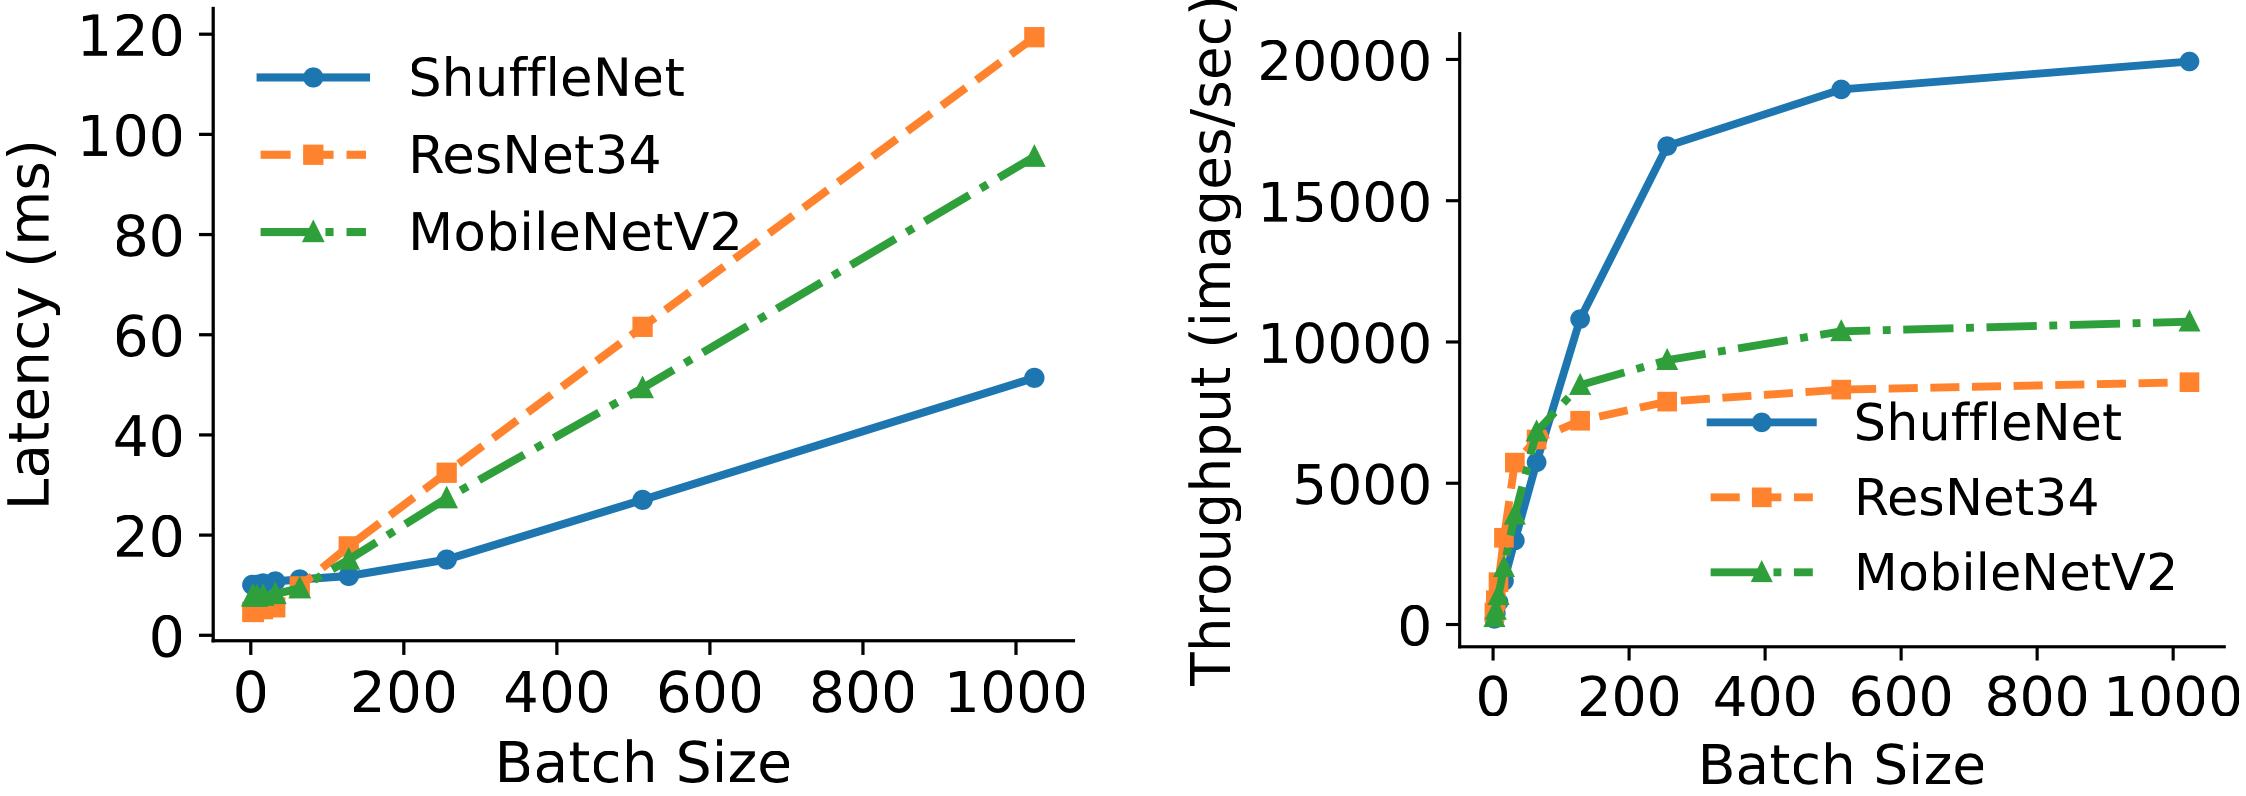 Latency (ms)
120
100
80
60
40
20
0
ShuffleNet
ResNet34
MobileNetV2
0 200 400 600 800 1000
Batch Size
Throughput (images/sec)
20000
15000
10000
5000
0
ShuffleNet
ResNet34
MobileNetV2
0 200 400 600 800 1000
Batch Size